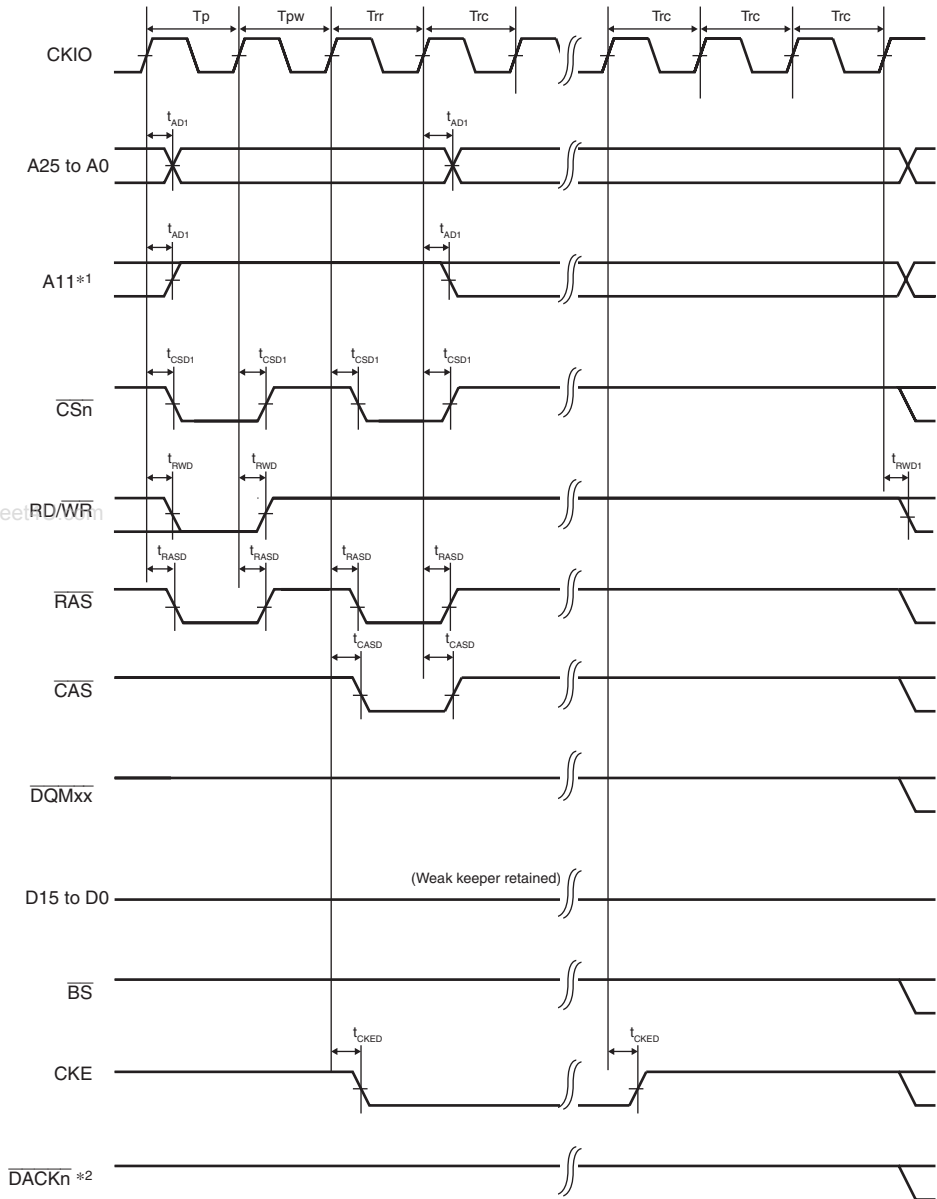 Tp Tpw Trr Trc Trc Trc Trc
CKIO
tAD1 tAD1
A25 to A0
tAD1 tAD1
A11*1
tCSD1 tCSD1 tCSD1 tCSD1
CSn
tRWD tRWD tRWD1
RD/WR
tRASD tRASD tRASD tRASD
RAS
tCASD tCASD
CAS
DQMxx
(Weak keeper retained)
D15 to D0
BS
tCKED tCKED
CKE
DACKn *2